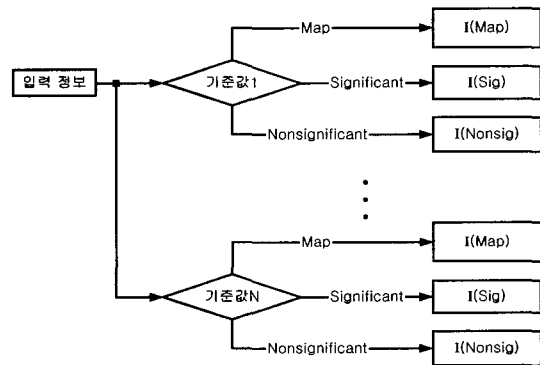 Map
I(Map)
입력 정보
기준값1
Significant
I(Sig)
Nonsignificant
I(Nonsig)
Map
I(Map)
기준값N
Significant
I(Sig)
Nonsignificant
I(Nonsig)